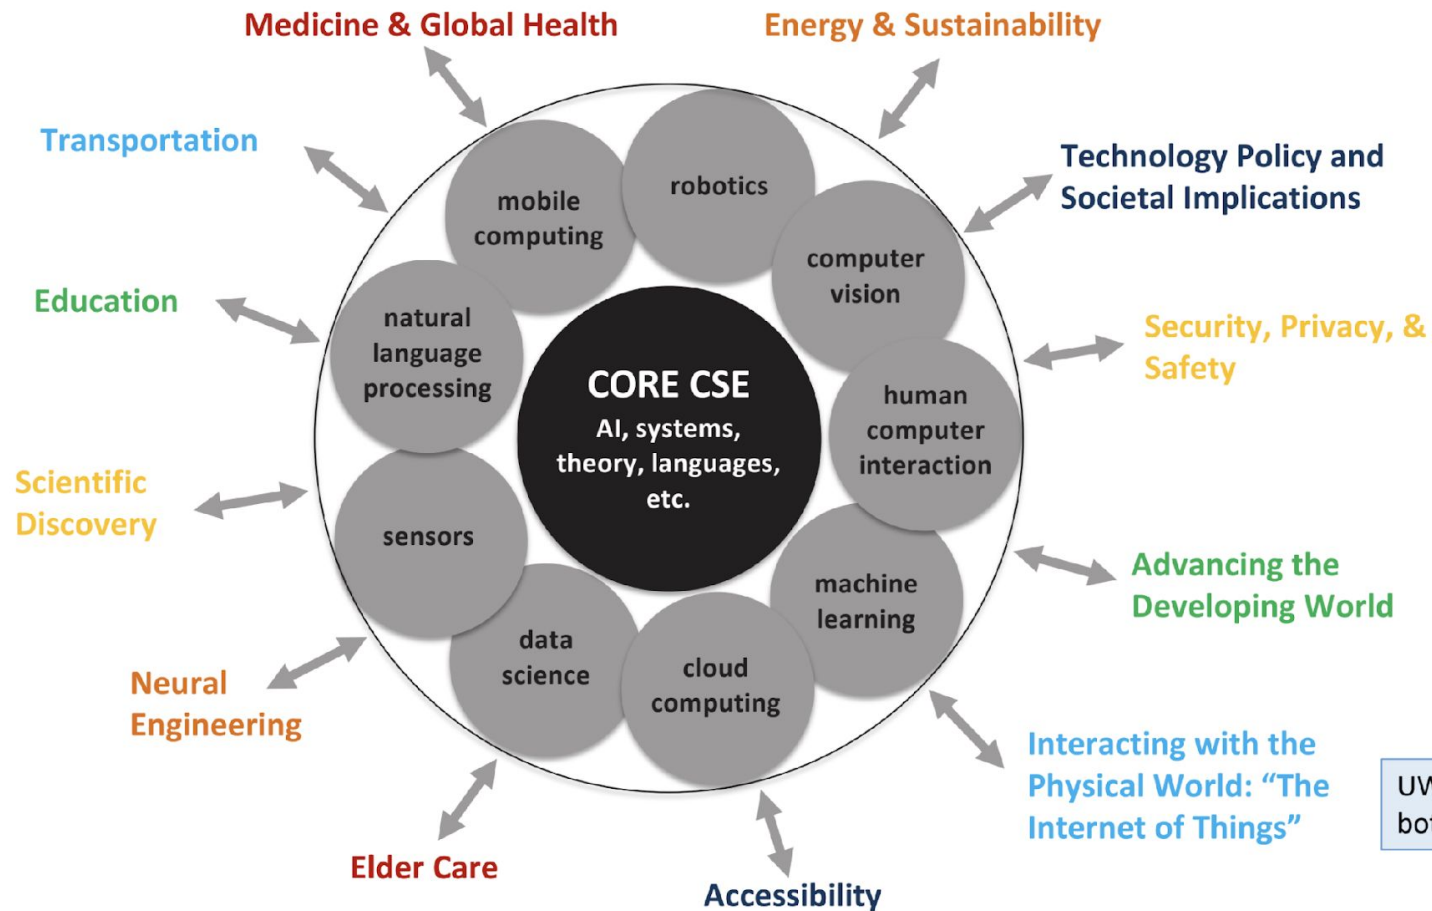 Medicine & Global Health
Energy & Sustainability
Transportation
Technology Policy and
Societal Implications
Education
Security, Privacy, &
Safety
Scientific
Discovery
Advancing the
Developing World
Neural
Engineering
Interacting with the
Physical World: “The
Internet of Things”
Elder Care
Accessibility
robotics
mobile
computing
computer
vision
natural
language
processing
human
computer
interaction
sensors
machine
learning
data
science
cloud
computing
CORE CSE
AI, systems,
theory, languages,
etc.